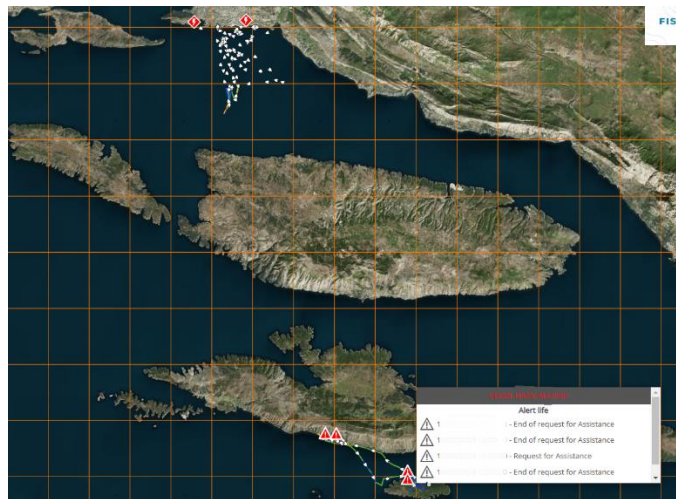 FIS
Alert life
1 - End of request for Assistance
1 - End of request for Assistance
1 - Request for Assistance
1 - End of request for Assistance